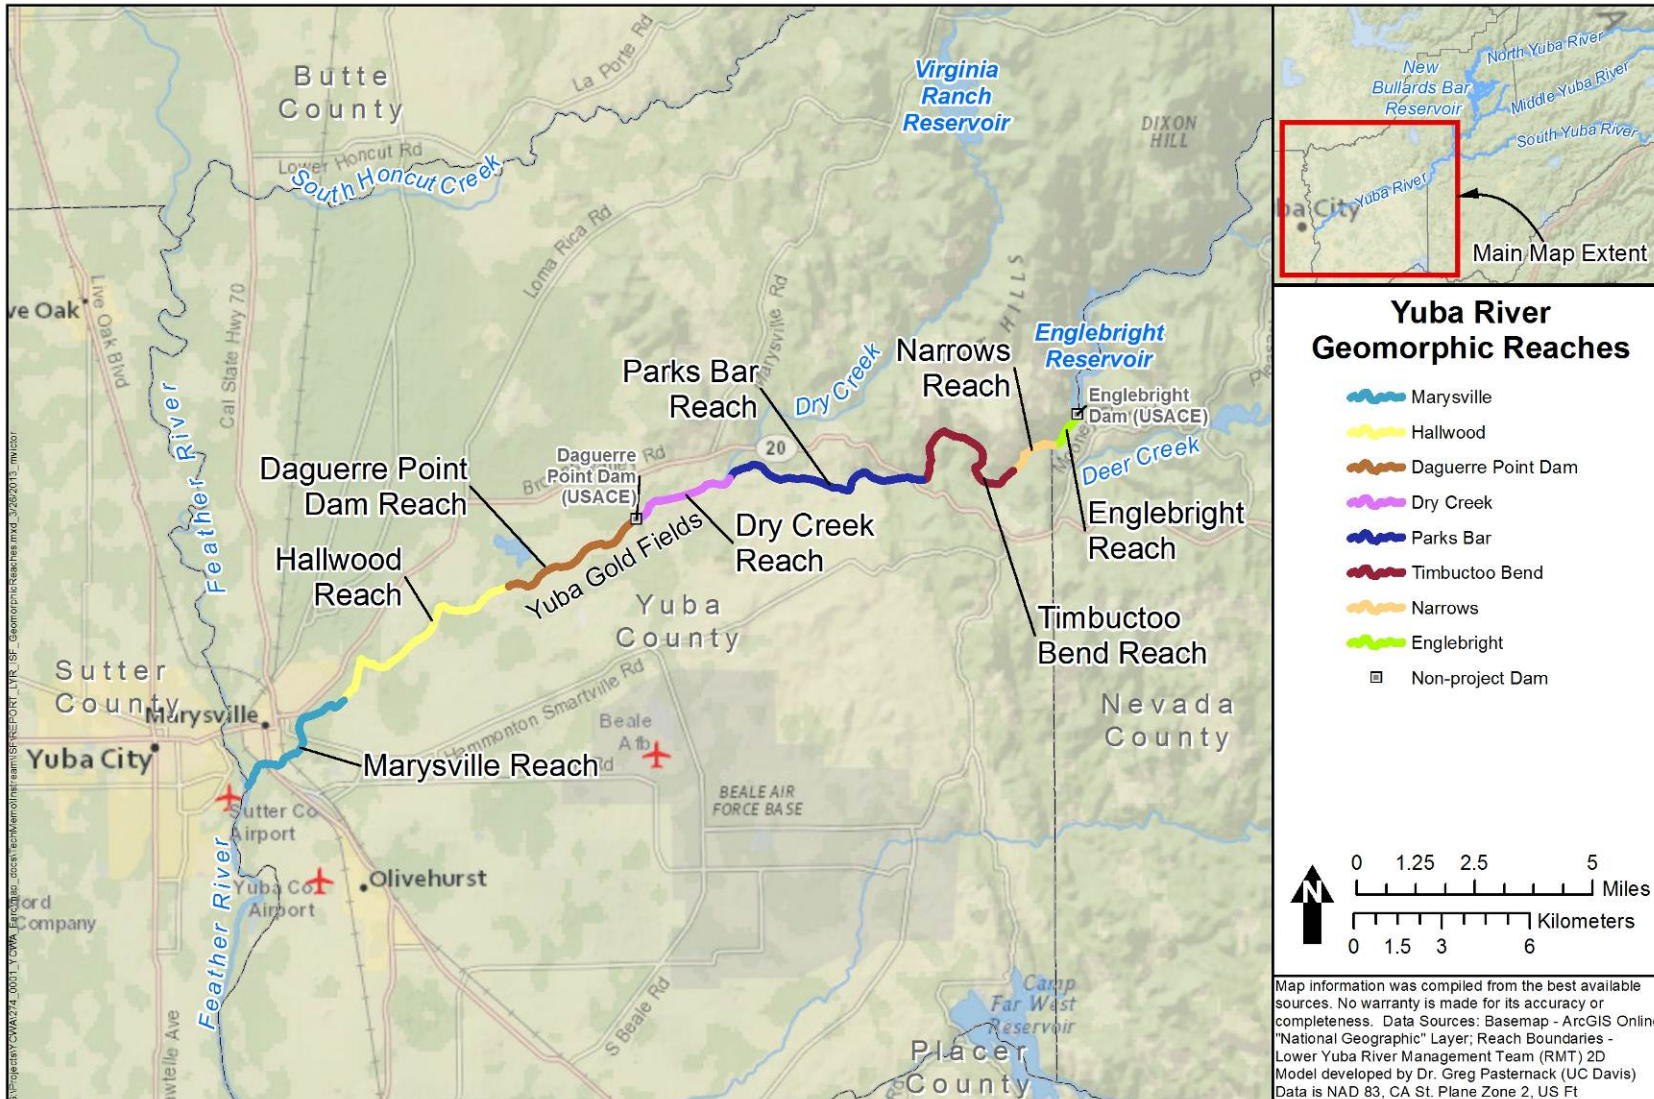 Butte
County
La Porte Rd
Lower Honcut Rd
South Honcut Creek
Virginia
Ranch
Reservoir
DIXON
HILL
Loma Rica Rd
Live Oak Blvd
Cal State Hwy 70
ve Oak
Feather River
Marysville Rd
Dry Creek
HILLS
Englebright
Reservoir
Narrows
Reach
Parks Bar
Reach
Englebright
Dam (USACE)
Deer Creek
20
Daguerre
Point Dam
(USACE)
Daguerre Point
Dam Reach
Hallwood
Reach
Yuba Gold Fields
Dry Creek
Reach
Englebright
Reach
Timbuctoo
Bend Reach
Yuba
County
Nevada
County
Sutter
County
Marysville
Yuba City
Marysville Reach
Hammonton Smartville Rd
Rd
Beale
Afb
BEALE AIR
FORCE BASE
Sutter Co
Airport
Yuba Co
Airport
Olivehurst
Feather River
ford
Company
S Beale Rd
Camp
Far West
Reservoir
Placer
County
Rd
North Yuba River
New
Bullards Bar
Reservoir
Middle Yuba River
South Yuba River
Yuba River
ba City
Main Map Extent
Yuba River
Geomorphic Reaches
Marysville
Hallwood
Daguerre Point Dam
Dry Creek
Parks Bar
Timbuctoo Bend
Narrows
Englebright
Non-project Dam
N
0 1.25 2.5 5
Miles
Kilometers
0 1.5 3 6
Map information was compiled from the best available
sources. No warranty is made for its accuracy or
completeness. Data Sources: Basemap - ArcGIS Online
"National Geographic" Layer; Reach Boundaries -
Lower Yuba River Management Team (RMT) 2D
Model developed by Dr. Greg Pasternack (UC Davis)
Data is NAD 83, CA St. Plane Zone 2, US Ft